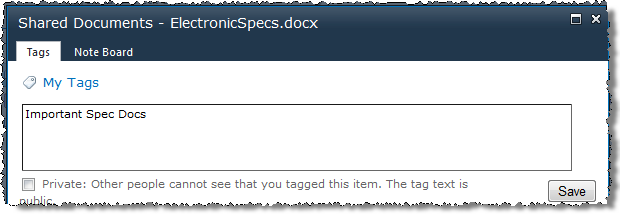 Shared Documents - ElectronicSpecs.docx
Tags
Note Board
My Tags
Important Spec Docs
Private: Other people cannot see that you tagged this item. The tag text is
public.
Save